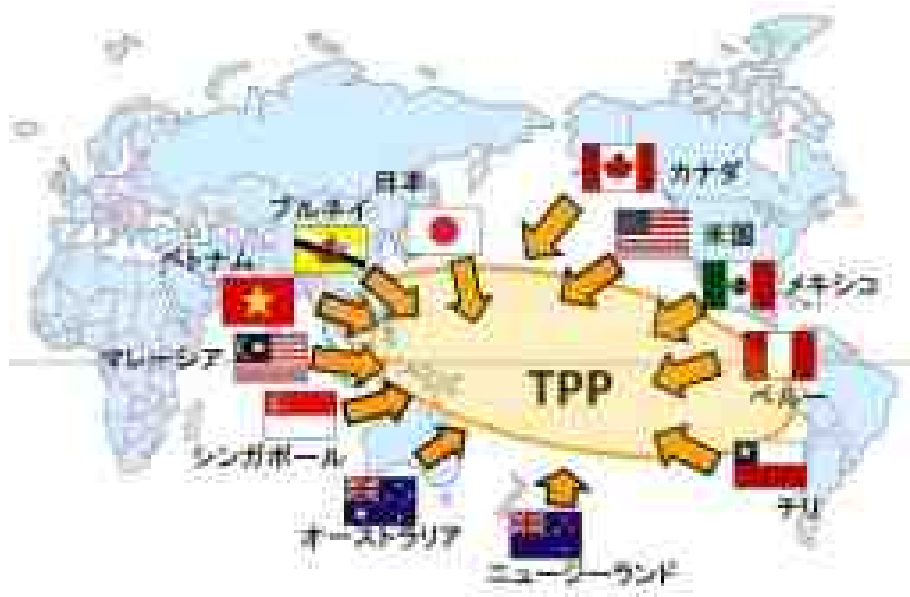 カナダ
日本
ブルネイ
米国
ベトナム
メキシコ
マレーシア
TPP
ペルー
シンガポール
チリ
オーストラリア
ニュージーランド